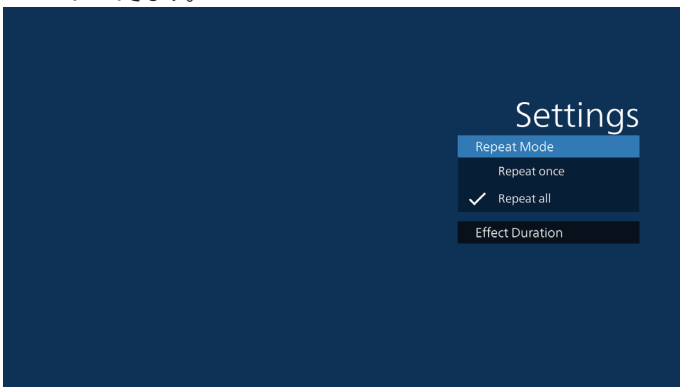 Settings
Repeat Mode
Repeat once
Repeat all
Effect Duration